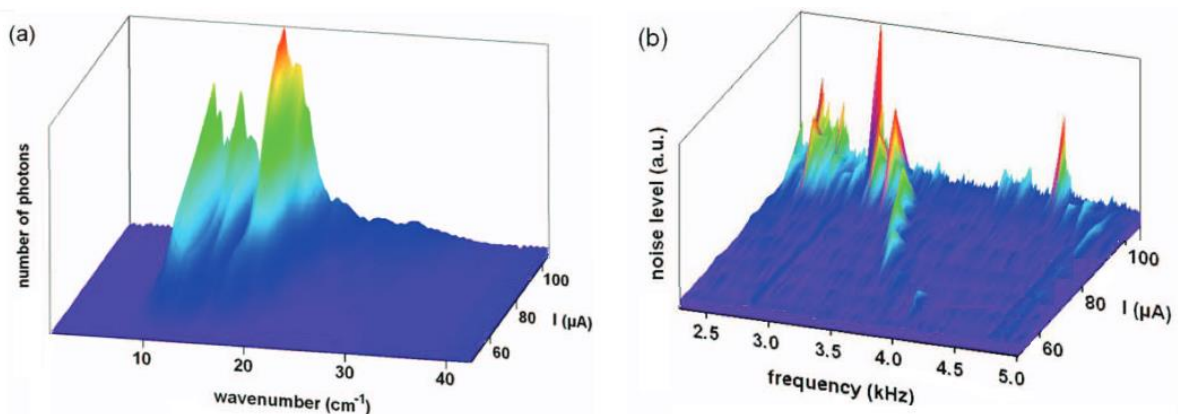 (a)
number of photons
10
20
30
40
wavenumber (cm⁻¹)
60
80
100
I (µA)
(b)
noise level (a.u.)
2.5
3.0
3.5
4.0
4.5
5.0
frequency (kHz)
60
80
100
I (µA)